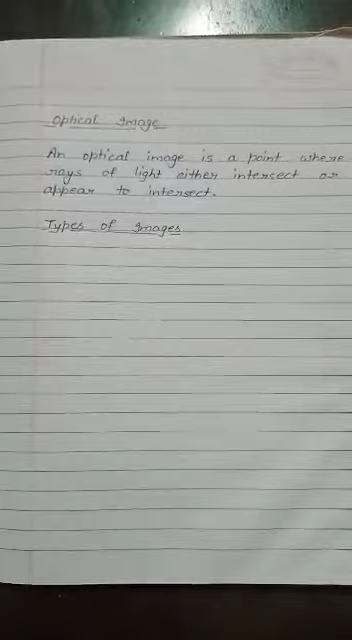 Optical Image
An optical image is a point where
rays of light either intersect or
appear to intersect.
Types of Images